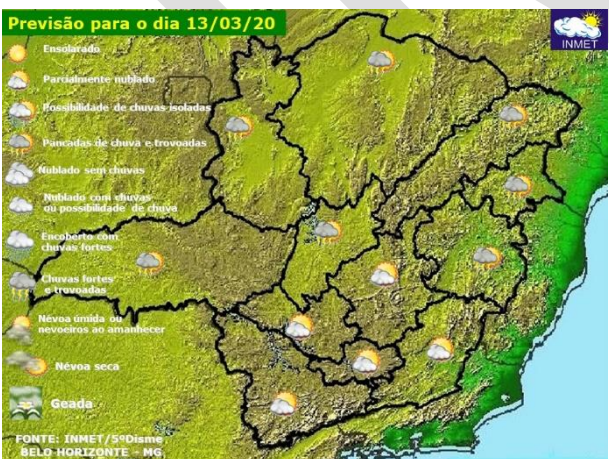 Previsão para o dia 13/03/20
INMET
Ensolarado
Parcialmente nublado
Possibilidade de chuvas isoladas
Pancadas de chuva e trovoadas
Nublado sem chuvas
Nublado com chuvas
ou possibilidade de chuva
Encoberto com
chuvas fortes
Chuvas fortes
e trovoadas
Névoa úmida ou
nevoeiros ao amanhecer
Névoa seca
Geada
FONTE: INMET/5ºDisme
BELO HORIZONTE - MG